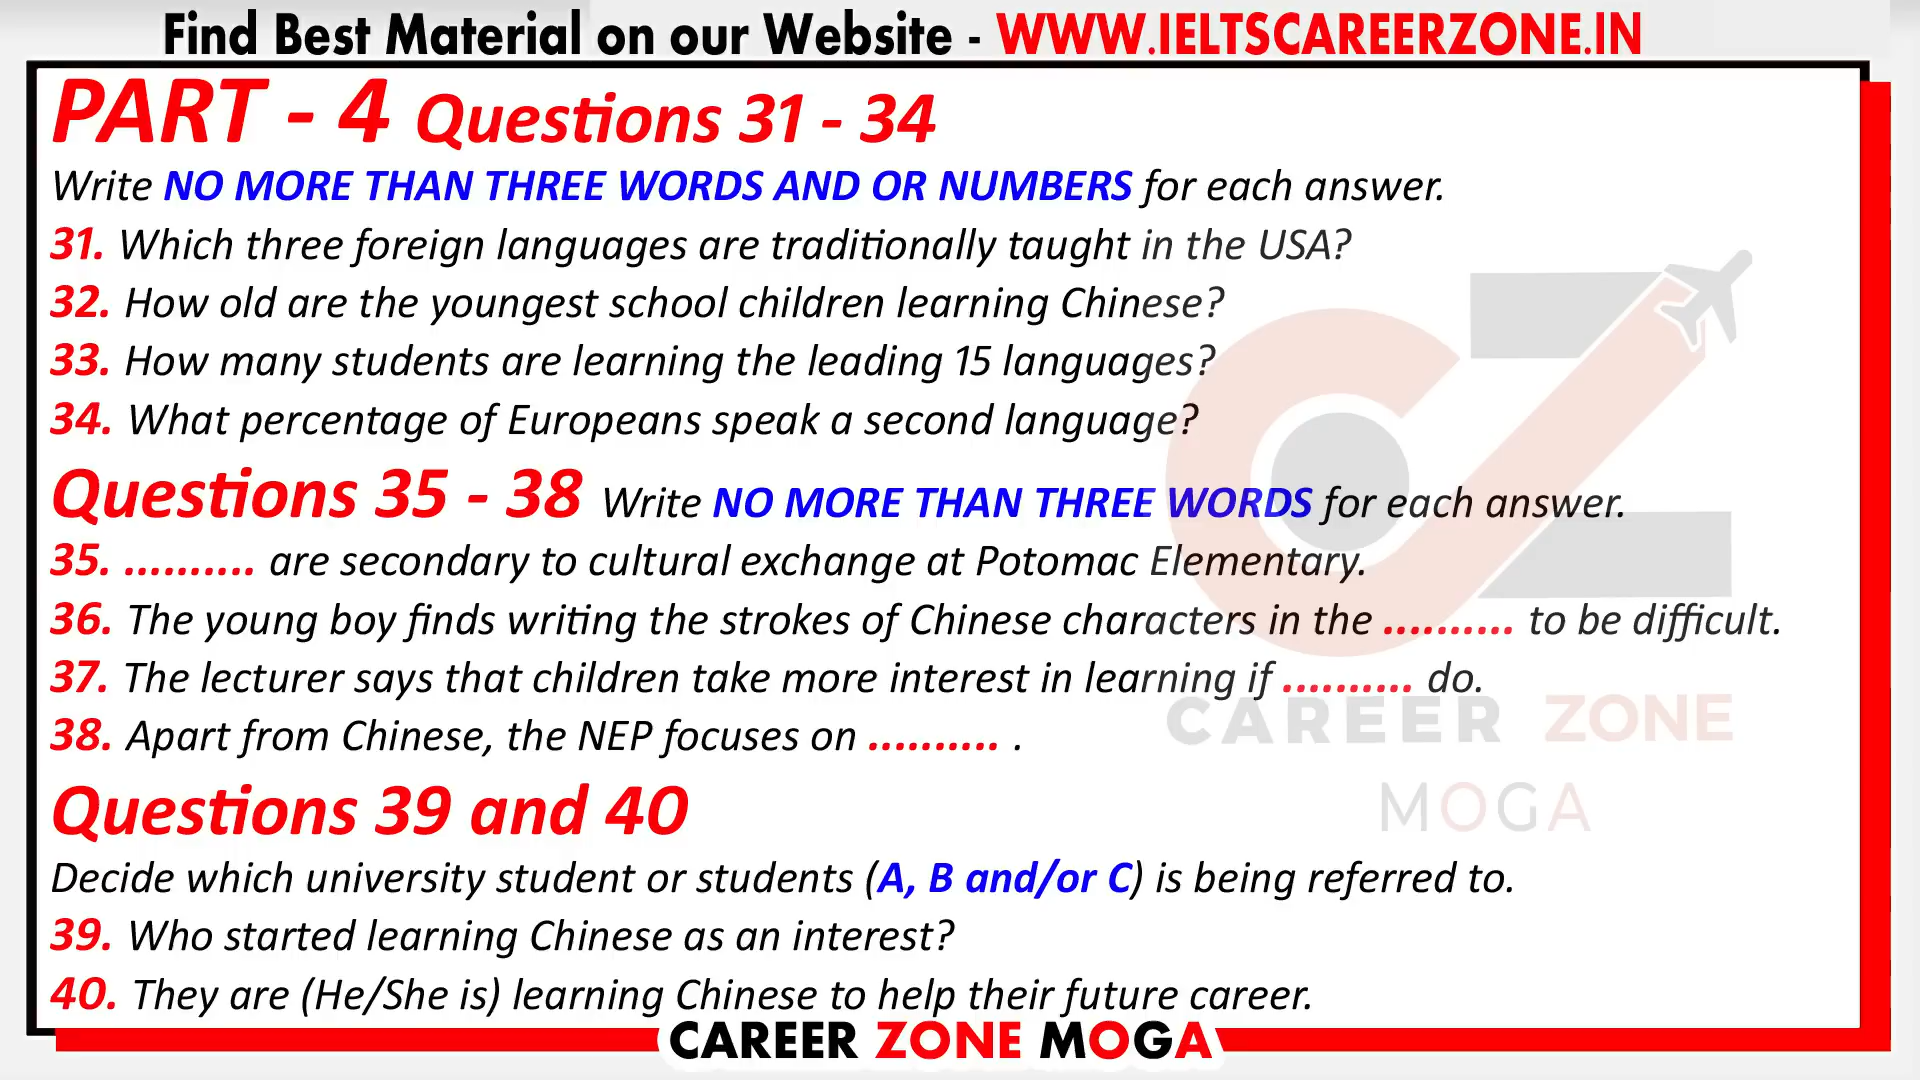 Find Best Material on our Website - WWW.IELTSCAREERZONE.IN
PART - 4 Questions 31 - 34
Write NO MORE THAN THREE WORDS AND OR NUMBERS for each answer.
31. Which three foreign languages are traditionally taught in the USA?
32. How old are the youngest school children learning Chinese?
33. How many students are learning the leading 15 languages?
34. What percentage of Europeans speak a second language?
Questions 35 - 38 Write NO MORE THAN THREE WORDS for each answer.
35. .......... are secondary to cultural exchange at Potomac Elementary.
36. The young boy finds writing the strokes of Chinese characters in the .......... to be difficult.
37. The lecturer says that children take more interest in learning if .......... do.
38. Apart from Chinese, the NEP focuses on .......... .
CAREER ZONE
MOGA
Questions 39 and 40
Decide which university student or students (A, B and/or C) is being referred to.
39. Who started learning Chinese as an interest?
40. They are (He/She is) learning Chinese to help their future career.
CAREER ZONE MOGA